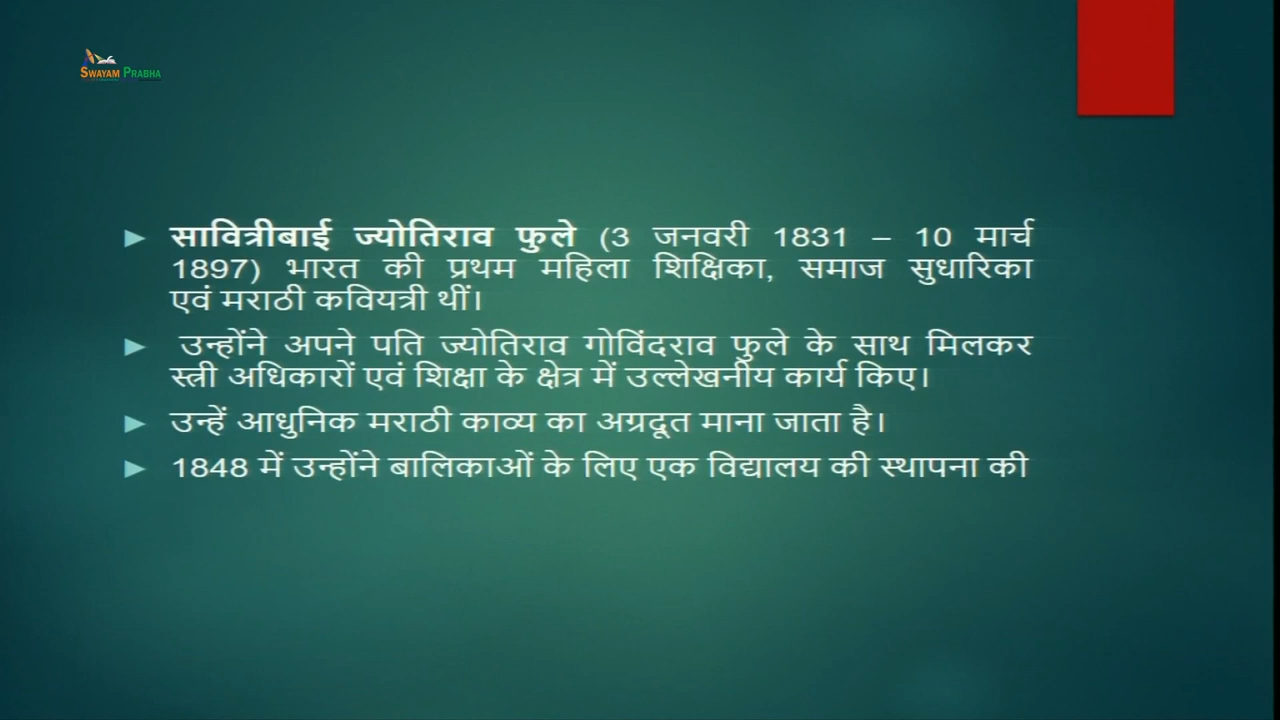 SWAYAM PRABHA
सावित्रीबाई ज्योतिराव फुले (3 जनवरी 1831 – 10 मार्च
1897) भारत की प्रथम महिला शिक्षिका, समाज सुधारिका
एवं मराठी कवियत्री थीं।
उन्होंने अपने पति ज्योतिराव गोविंदराव फुले के साथ मिलकर
स्त्री अधिकारों एवं शिक्षा के क्षेत्र में उल्लेखनीय कार्य किए।
उन्हें आधुनिक मराठी काव्य का अग्रदूत माना जाता है।
1848 में उन्होंने बालिकाओं के लिए एक विद्यालय की स्थापना की